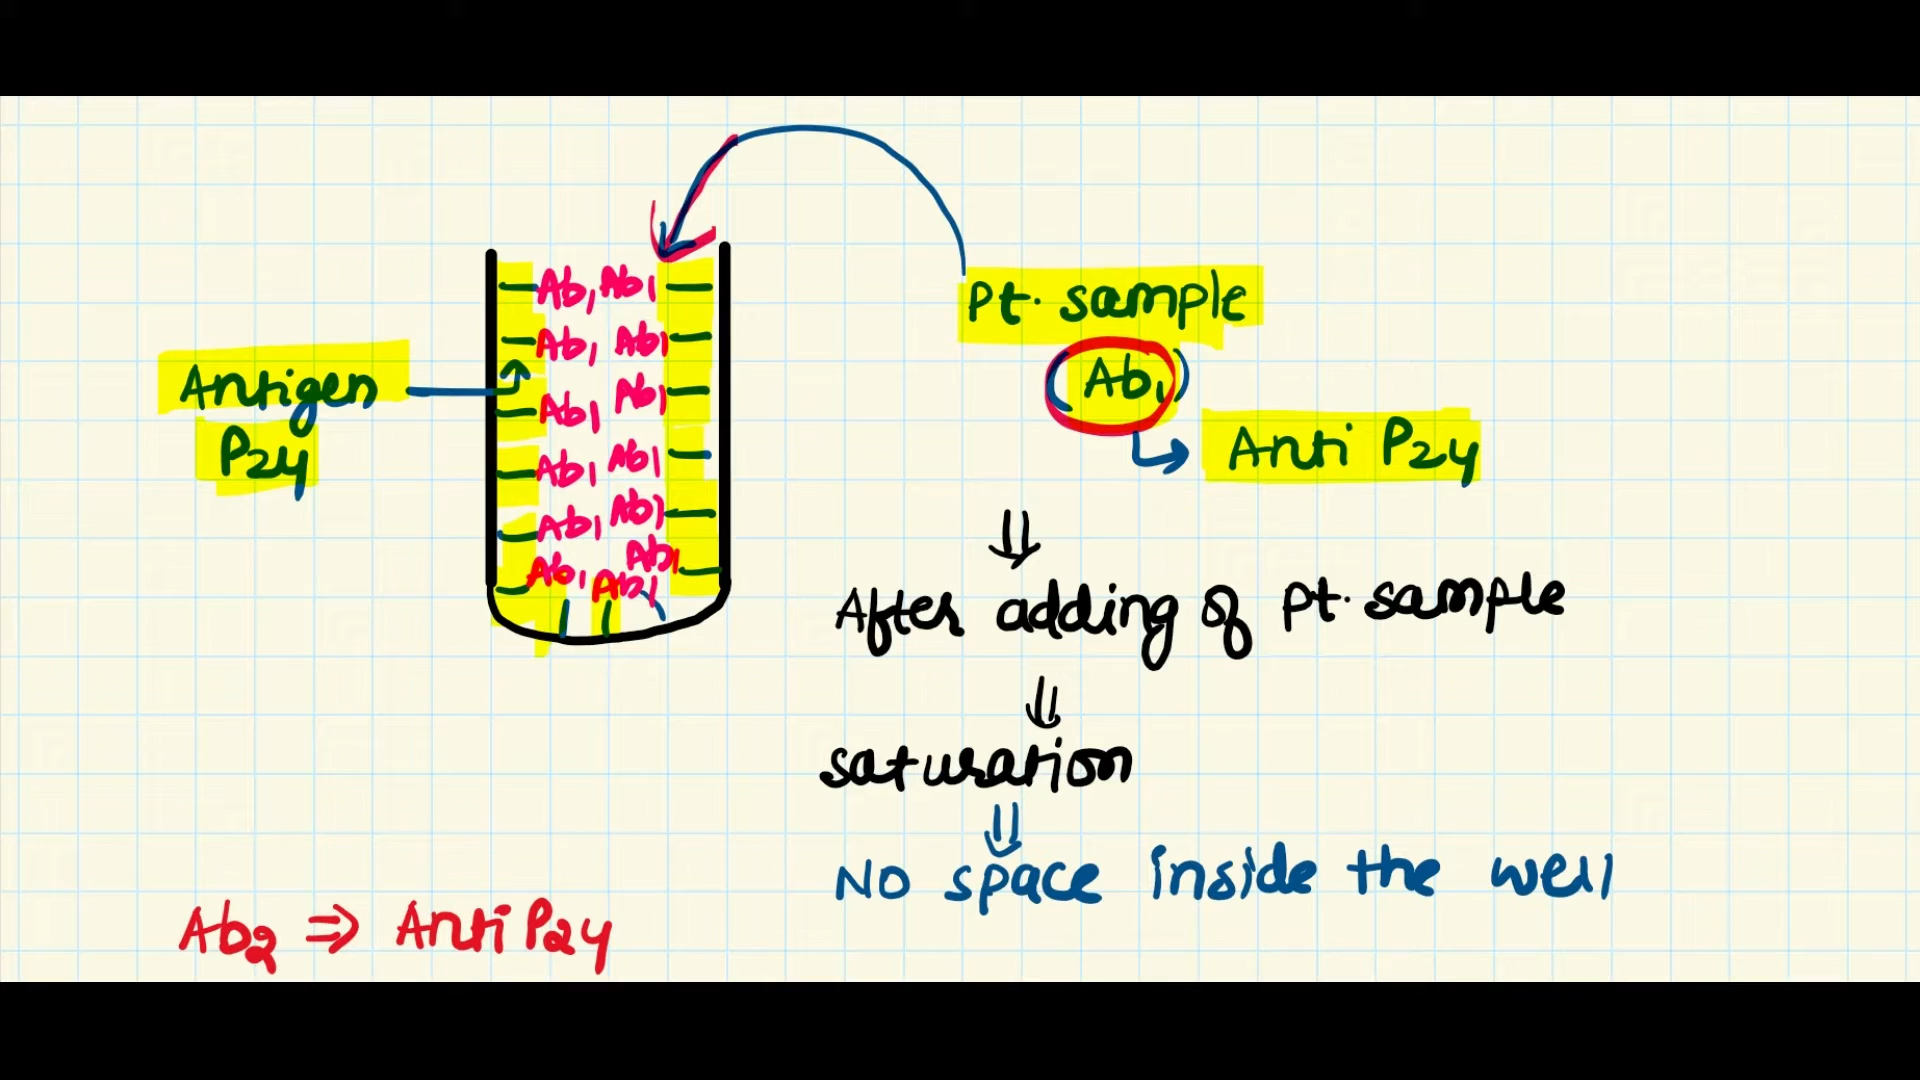 Pt. sample
Antigen
P24
(Ab1)
Anti P24
Ab1 Ab1
Ab1 Ab1
Ab1 Ab1
Ab1 Ab1
Ab1 Ab1
Ab1 Ab1 Ab1
⇓
After adding of pt. sample
⇓
saturation
⇓
No space inside the well
Ab2 ⇒ Anti P24